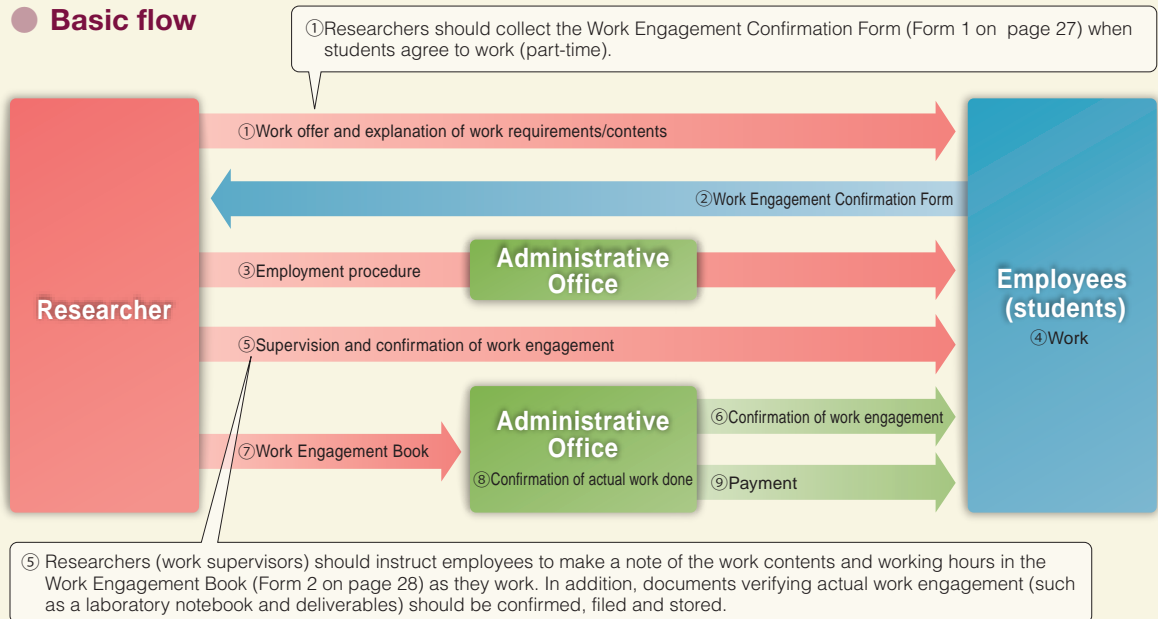 Basic flow
①Researchers should collect the Work Engagement Confirmation Form (Form 1 on page 27) when
students agree to work (part-time).
Researcher
①Work offer and explanation of work requirements/contents
②Work Engagement Confirmation Form
③Employment procedure
Administrative
Office
Employees
(students)
④Work
⑤Supervision and confirmation of work engagement
⑦Work Engagement Book
Administrative
Office
⑧Confirmation of actual work done
⑥Confirmation of work engagement
⑨Payment
⑤ Researchers (work supervisors) should instruct employees to make a note of the work contents and working hours in the
Work Engagement Book (Form 2 on page 28) as they work. In addition, documents verifying actual work engagement (such
as a laboratory notebook and deliverables) should be confirmed, filed and stored.